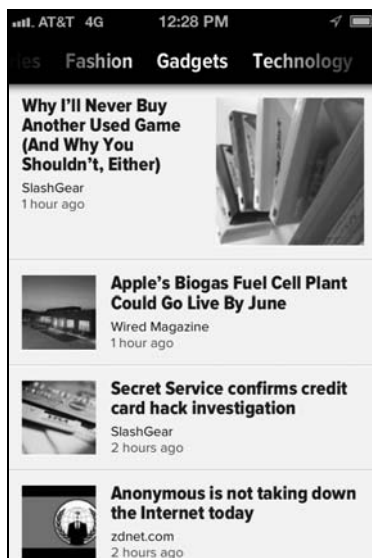 AT&T 4G 12:28 PM
ies Fashion Gadgets Technology
Why I'll Never Buy
Another Used Game
(And Why You
Shouldn't, Either)
SlashGear
1 hour ago
Apple's Biogas Fuel Cell Plant
Could Go Live By June
Wired Magazine
1 hour ago
Secret Service confirms credit
card hack investigation
SlashGear
2 hours ago
Anonymous is not taking down
the Internet today
zdnet.com
2 hours ago